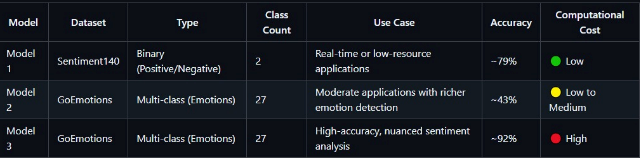 Model Dataset Type Class Count Use Case Accuracy Computational Cost
Model 1 Sentiment140 Binary (Positive/Negative) 2 Real-time or low-resource applications ~79% Low
Model 2 GoEmotions Multi-class (Emotions) 27 Moderate applications with richer emotion detection ~43% Low to Medium
Model 3 GoEmotions Multi-class (Emotions) 27 High-accuracy, nuanced sentiment analysis ~92% High